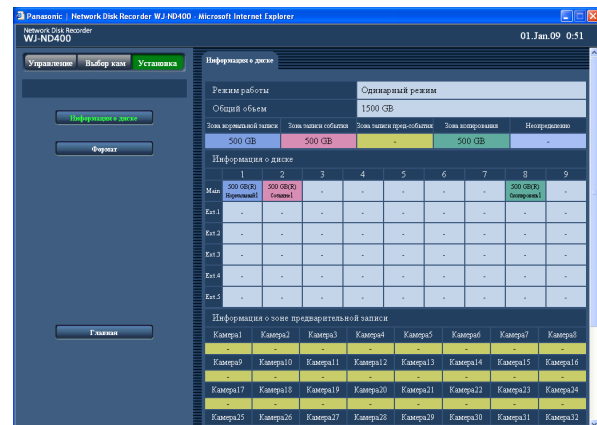 Panasonic | Network Disk Recorder WJ-ND400 - Microsoft Internet Explorer
Network Disk Recorder
WJ-ND400
01.Jan.09 0:51
Управление Выбор кам Установка
Информация о диске
Формат
Главная
Информация о диске
Режим работы Одинарный режим
Общий объем 1500 GB
Зона нормальной записи Зона записи события Зона записи пред-события Зона копирования Неопределенно
500 GB 500 GB - 500 GB -
Информация о диске
1 2 3 4 5 6 7 8 9
Main 500 GB(R) 500 GB(R) - - - - - 500 GB(R) -
Нормальный1 Событие1
Ext.1 - - - - - - - - -
Ext.2 - - - - - - - - -
Ext.3 - - - - - - - - -
Ext.4 - - - - - - - - -
Ext.5 - - - - - - - - -
Информация о зоне предварительной записи
Камера1 Камера2 Камера3 Камера4 Камера5 Камера6 Камера7 Камера8
- - - - - - - -
Камера9 Камера10 Камера11 Камера12 Камера13 Камера14 Камера15 Камера16
- - - - - - - -
Камера17 Камера18 Камера19 Камера20 Камера21 Камера22 Камера23 Камера24
- - - - - - - -
Камера25 Камера26 Камера27 Камера28 Камера29 Камера30 Камера31 Камера32